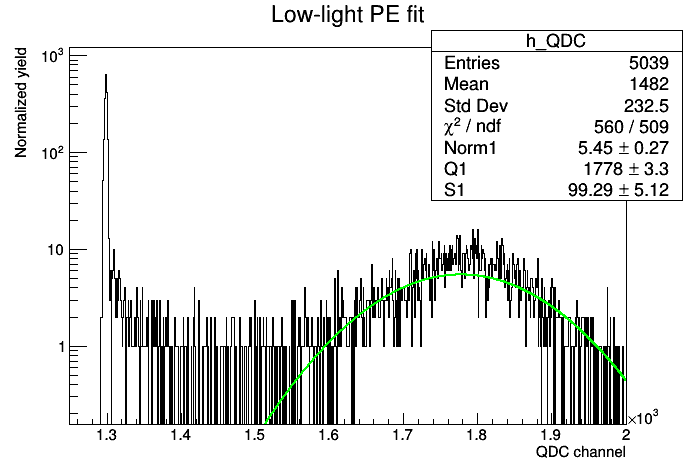 Low-light PE fit
h_QDC
Entries 5039
Mean 1482
Std Dev 232.5
χ² / ndf 560 / 509
Norm1 5.45 ± 0.27
Q1 1778 ± 3.3
S1 99.29 ± 5.12
Normalized yield
10³
10²
10
1
1.3 1.4 1.5 1.6 1.7 1.8 1.9 2 ×10³
QDC channel